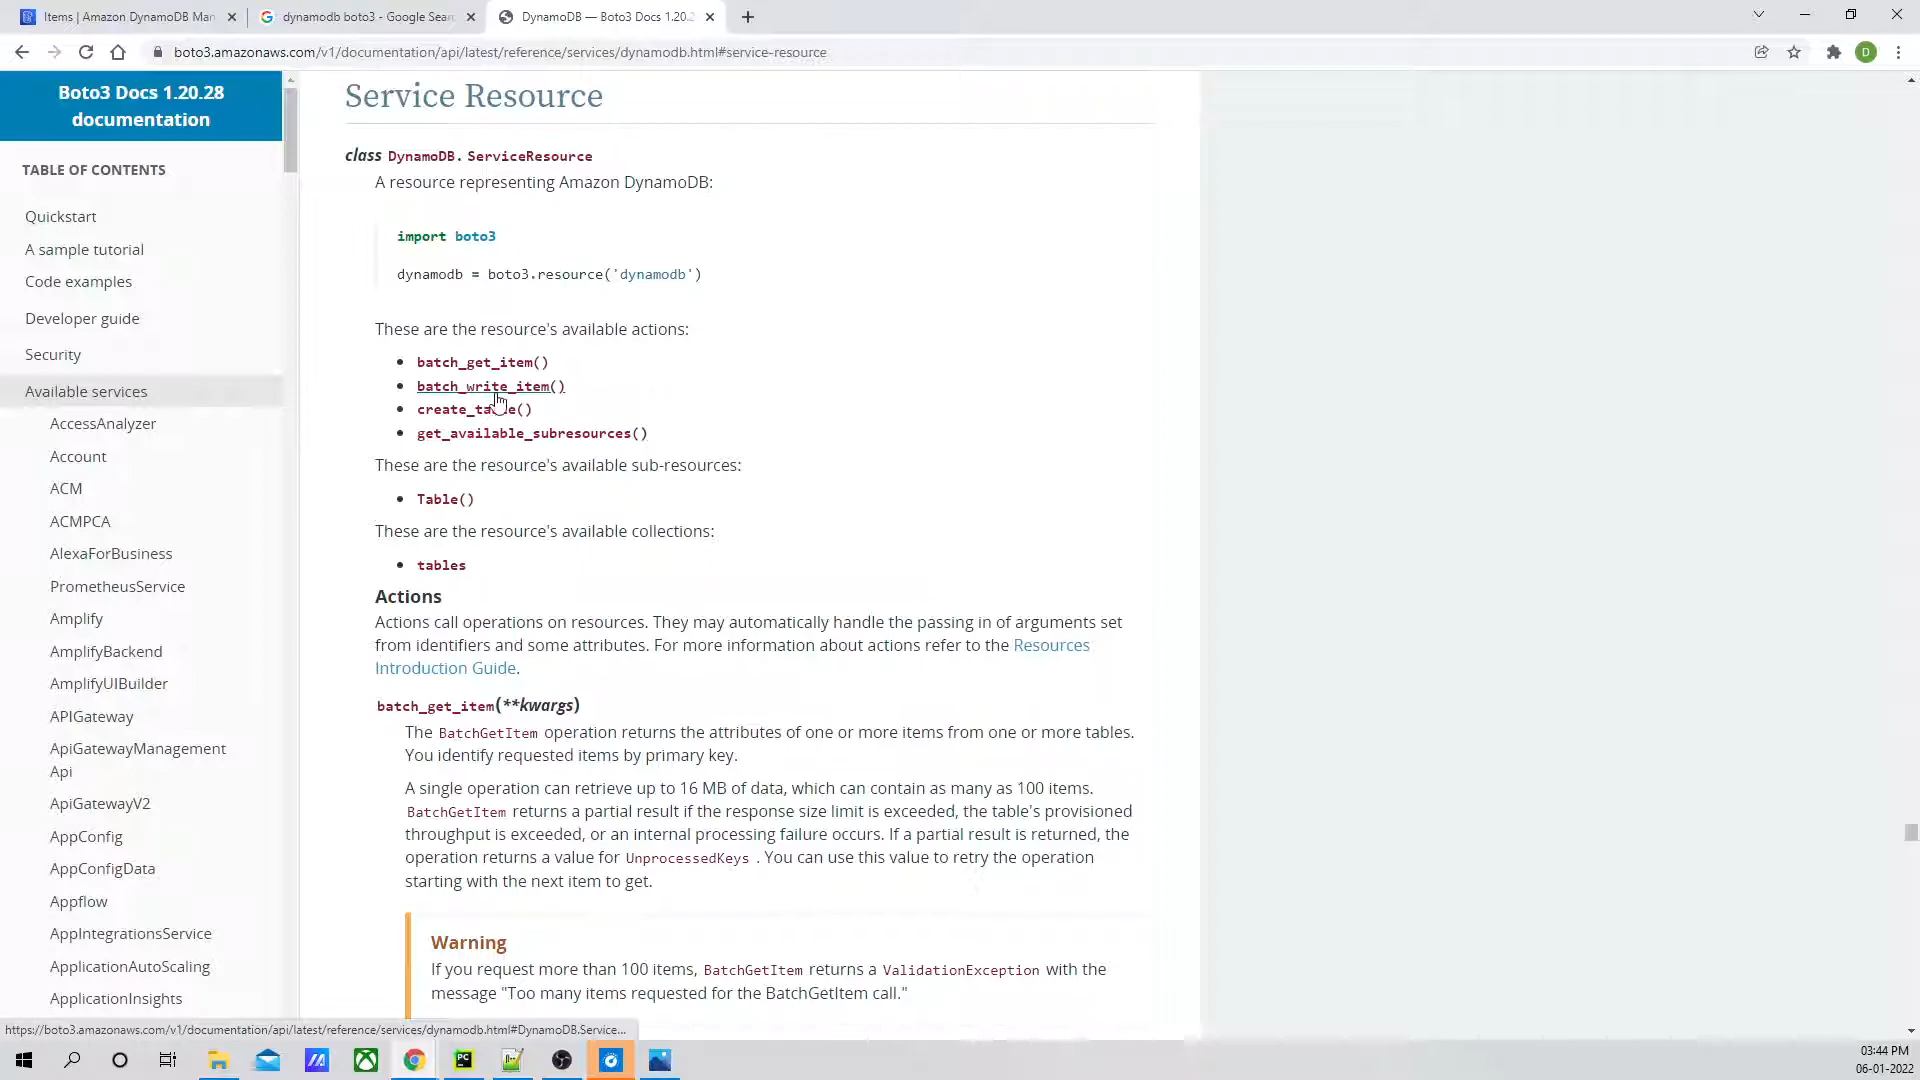 Items | Amazon DynamoDB Man
dynamodb boto3 - Google Sear
DynamoDB — Boto3 Docs 1.20.2
boto3.amazonaws.com/v1/documentation/api/latest/reference/services/dynamodb.html#service-resource
D
Boto3 Docs 1.20.28
documentation
TABLE OF CONTENTS
Quickstart
A sample tutorial
Code examples
Developer guide
Security
Available services
AccessAnalyzer
Account
ACM
ACMPCA
AlexaForBusiness
PrometheusService
Amplify
AmplifyBackend
AmplifyUIBuilder
APIGateway
ApiGatewayManagement
Api
ApiGatewayV2
AppConfig
AppConfigData
Appflow
AppIntegrationsService
ApplicationAutoScaling
ApplicationInsights
Service Resource
class DynamoDB.ServiceResource
A resource representing Amazon DynamoDB:
import boto3
dynamodb = boto3.resource('dynamodb')
These are the resource's available actions:
• batch_get_item()
• batch_write_item()
• create_table()
• get_available_subresources()
These are the resource's available sub-resources:
• Table()
These are the resource's available collections:
• tables
Actions
Actions call operations on resources. They may automatically handle the passing in of arguments set
from identifiers and some attributes. For more information about actions refer to the Resources
Introduction Guide.
batch_get_item(**kwargs)
The BatchGetItem operation returns the attributes of one or more items from one or more tables.
You identify requested items by primary key.
A single operation can retrieve up to 16 MB of data, which can contain as many as 100 items.
BatchGetItem returns a partial result if the response size limit is exceeded, the table's provisioned
throughput is exceeded, or an internal processing failure occurs. If a partial result is returned, the
operation returns a value for UnprocessedKeys . You can use this value to retry the operation
starting with the next item to get.
Warning
If you request more than 100 items, BatchGetItem returns a ValidationException with the
message "Too many items requested for the BatchGetItem call."
https://boto3.amazonaws.com/v1/documentation/api/latest/reference/services/dynamodb.html#DynamoDB.Service...
PC
03:44 PM
06-01-2022